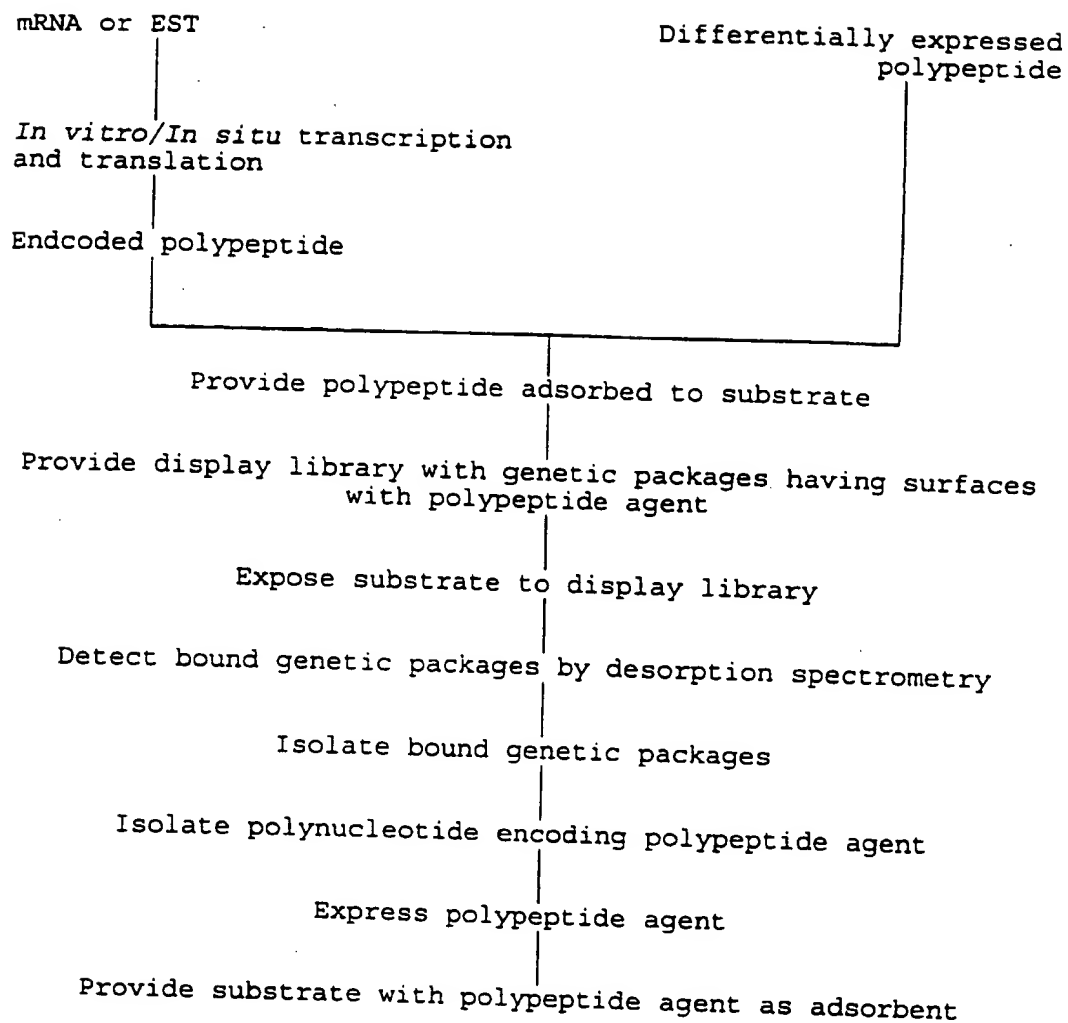 mRNA or EST
Differentially expressed
polypeptide
In vitro/In situ transcription
and translation
Endcoded polypeptide
Provide polypeptide adsorbed to substrate
Provide display library with genetic packages having surfaces
with polypeptide agent
Expose substrate to display library
Detect bound genetic packages by desorption spectrometry
Isolate bound genetic packages
Isolate polynucleotide encoding polypeptide agent
Express polypeptide agent
Provide substrate with polypeptide agent as adsorbent